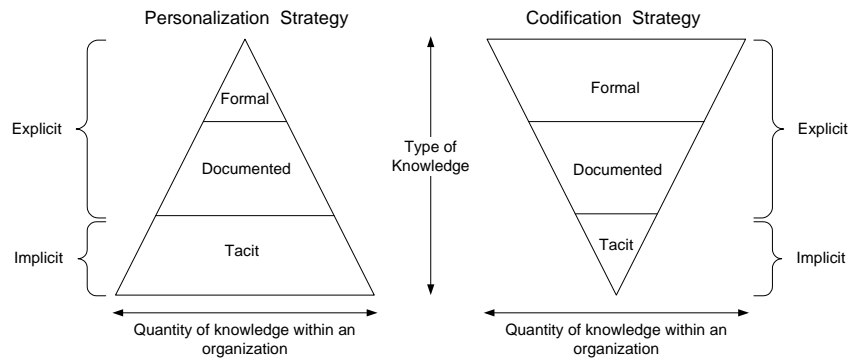 Personalization Strategy
Codification Strategy
Explicit
Implicit
Formal
Documented
Tacit
Type of
Knowledge
Formal
Documented
Tacit
Explicit
Implicit
Quantity of knowledge within an
organization
Quantity of knowledge within an
organization